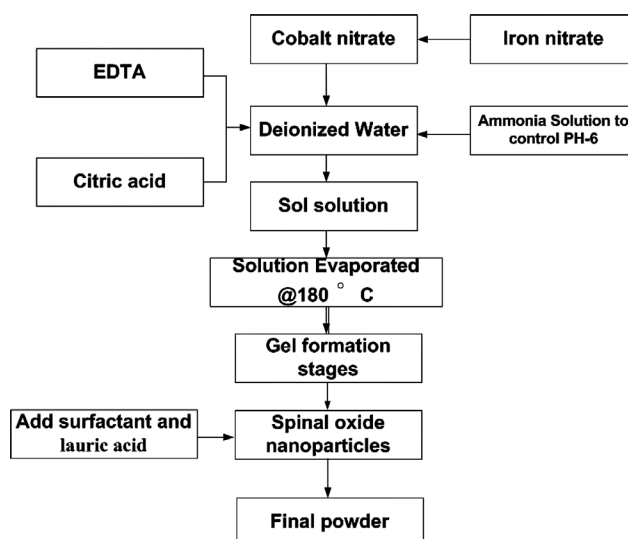 Cobalt nitrate
Iron nitrate
EDTA
Deionized Water
Ammonia Solution to
control PH-6
Citric acid
Sol solution
Solution Evaporated
@180 ° C
Gel formation
stages
Add surfactant and
lauric acid
Spinal oxide
nanoparticles
Final powder